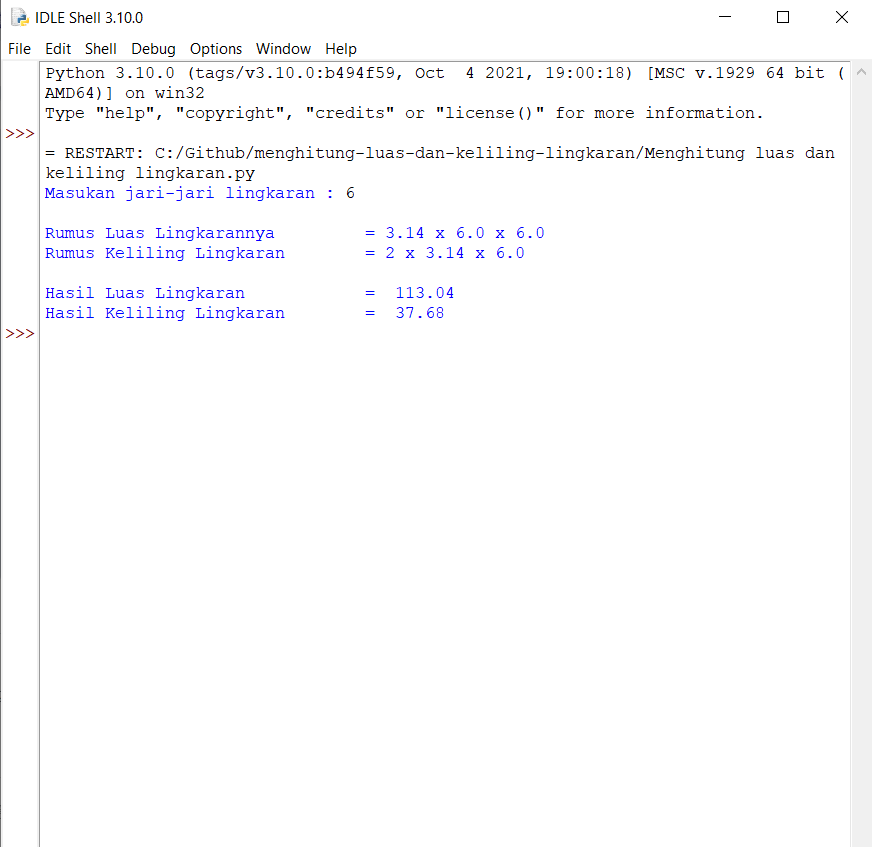 IDLE Shell 3.10.0
File Edit Shell Debug Options Window Help
Python 3.10.0 (tags/v3.10.0:b494f59, Oct  4 2021, 19:00:18) [MSC v.1929 64 bit (
AMD64)] on win32
Type "help", "copyright", "credits" or "license()" for more information.
>>>
= RESTART: C:/Github/menghitung-luas-dan-keliling-lingkaran/Menghitung luas dan
keliling lingkaran.py
Masukan jari-jari lingkaran : 6
Rumus Luas Lingkarannya         = 3.14 x 6.0 x 6.0
Rumus Keliling Lingkaran        = 2 x 3.14 x 6.0
Hasil Luas Lingkaran            =  113.04
Hasil Keliling Lingkaran        =  37.68
>>>